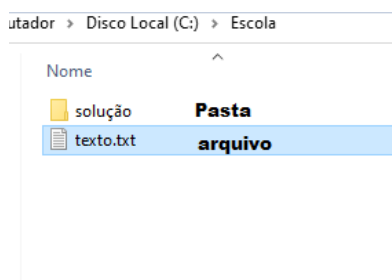 utador > Disco Local (C:) > Escola
Nome
solução Pasta
texto.txt arquivo